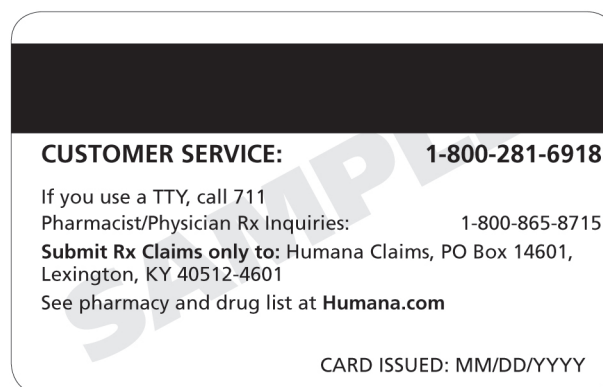 CUSTOMER SERVICE: 1-800-281-6918
If you use a TTY, call 711
Pharmacist/Physician Rx Inquiries: 1-800-865-8715
Submit Rx Claims only to: Humana Claims, PO Box 14601,
Lexington, KY 40512-4601
See pharmacy and drug list at Humana.com
CARD ISSUED: MM/DD/YYYY
SAMPLE